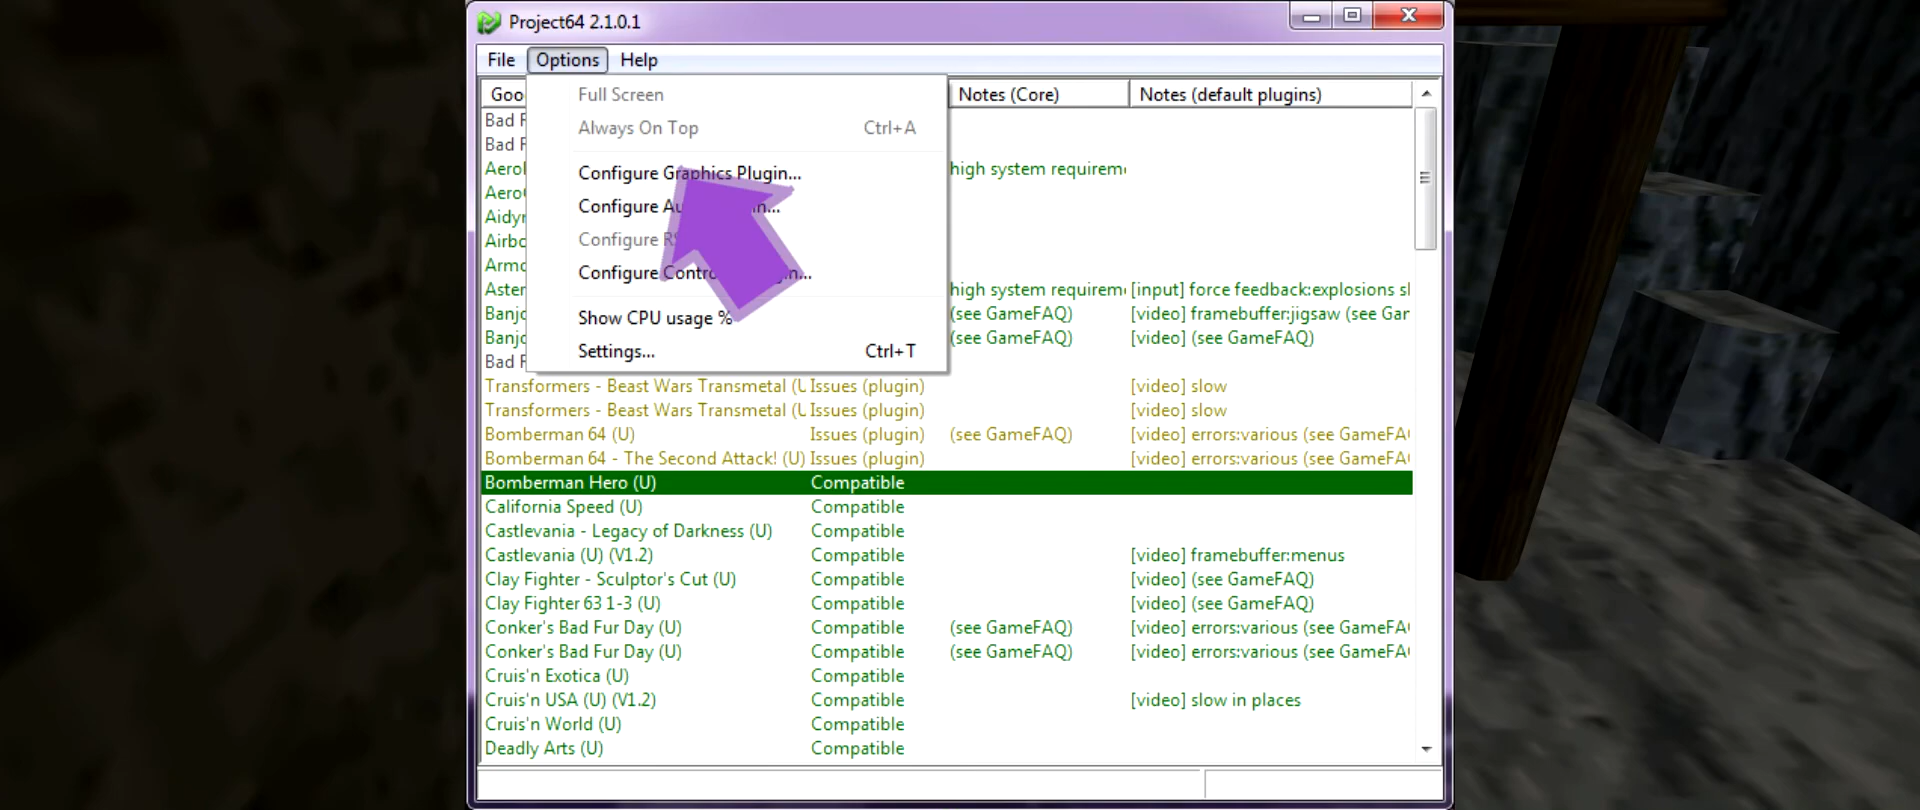 Project64 2.1.0.1
File Options Help
Goo Notes (Core) Notes (default plugins)
Full Screen
Always On Top Ctrl+A
Configure Graphics Plugin...
Configure
Configure
Configure
Show CPU usage %
Settings... Ctrl+T
Bad
Bad
high system requirem
high system requirem [input] force feedback:explosions sl
(see GameFAQ) [video] framebuffer:jigsaw (see Gar
(see GameFAQ) [video] (see GameFAQ)
Bad
Transformers - Beast Wars Transmetal (U Issues (plugin) [video] slow
Transformers - Beast Wars Transmetal (U Issues (plugin) [video] slow
Bomberman 64 (U) Issues (plugin) (see GameFAQ) [video] errors:various (see GameFA
Bomberman 64 - The Second Attack! (U) Issues (plugin) [video] errors:various (see GameFA
Bomberman Hero (U) Compatible
California Speed (U) Compatible
Castlevania - Legacy of Darkness (U) Compatible
Castlevania (U) (V1.2) Compatible [video] framebuffer:menus
Clay Fighter - Sculptor's Cut (U) Compatible [video] (see GameFAQ)
Clay Fighter 63 1-3 (U) Compatible [video] (see GameFAQ)
Conker's Bad Fur Day (U) Compatible (see GameFAQ) [video] errors:various (see GameFA
Conker's Bad Fur Day (U) Compatible (see GameFAQ) [video] errors:various (see GameFA
Cruis'n Exotica (U) Compatible
Cruis'n USA (U) (V1.2) Compatible [video] slow in places
Cruis'n World (U) Compatible
Deadly Arts (U) Compatible